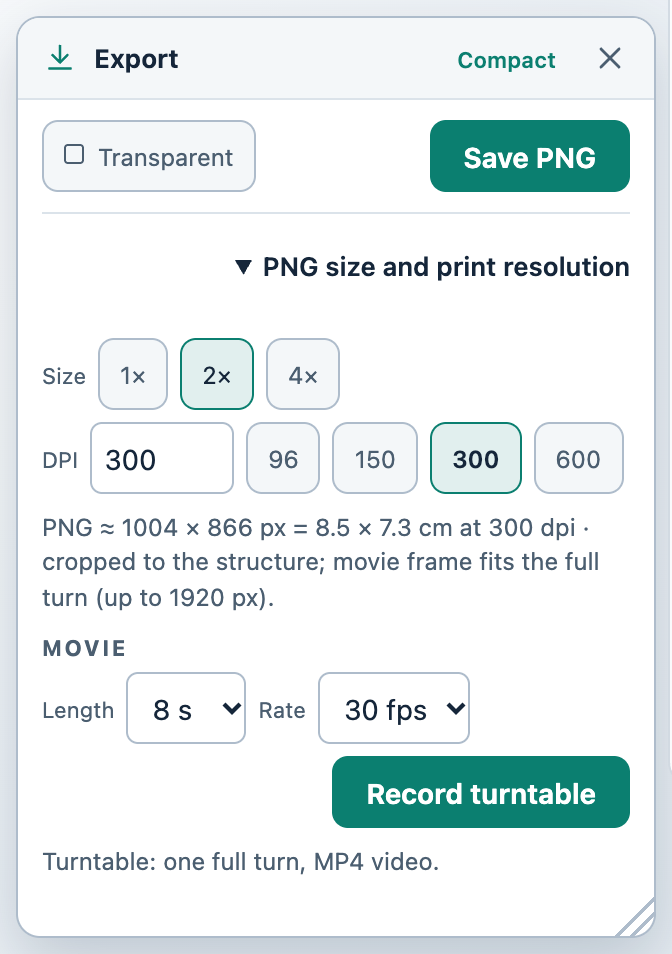 Export
Compact
Transparent
Save PNG
▼ PNG size and print resolution
Size 1× 2× 4×
DPI 300 96 150 300 600
PNG ≈ 1004 × 866 px = 8.5 × 7.3 cm at 300 dpi ·
cropped to the structure; movie frame fits the full
turn (up to 1920 px).
MOVIE
Length 8 s Rate 30 fps
Record turntable
Turntable: one full turn, MP4 video.